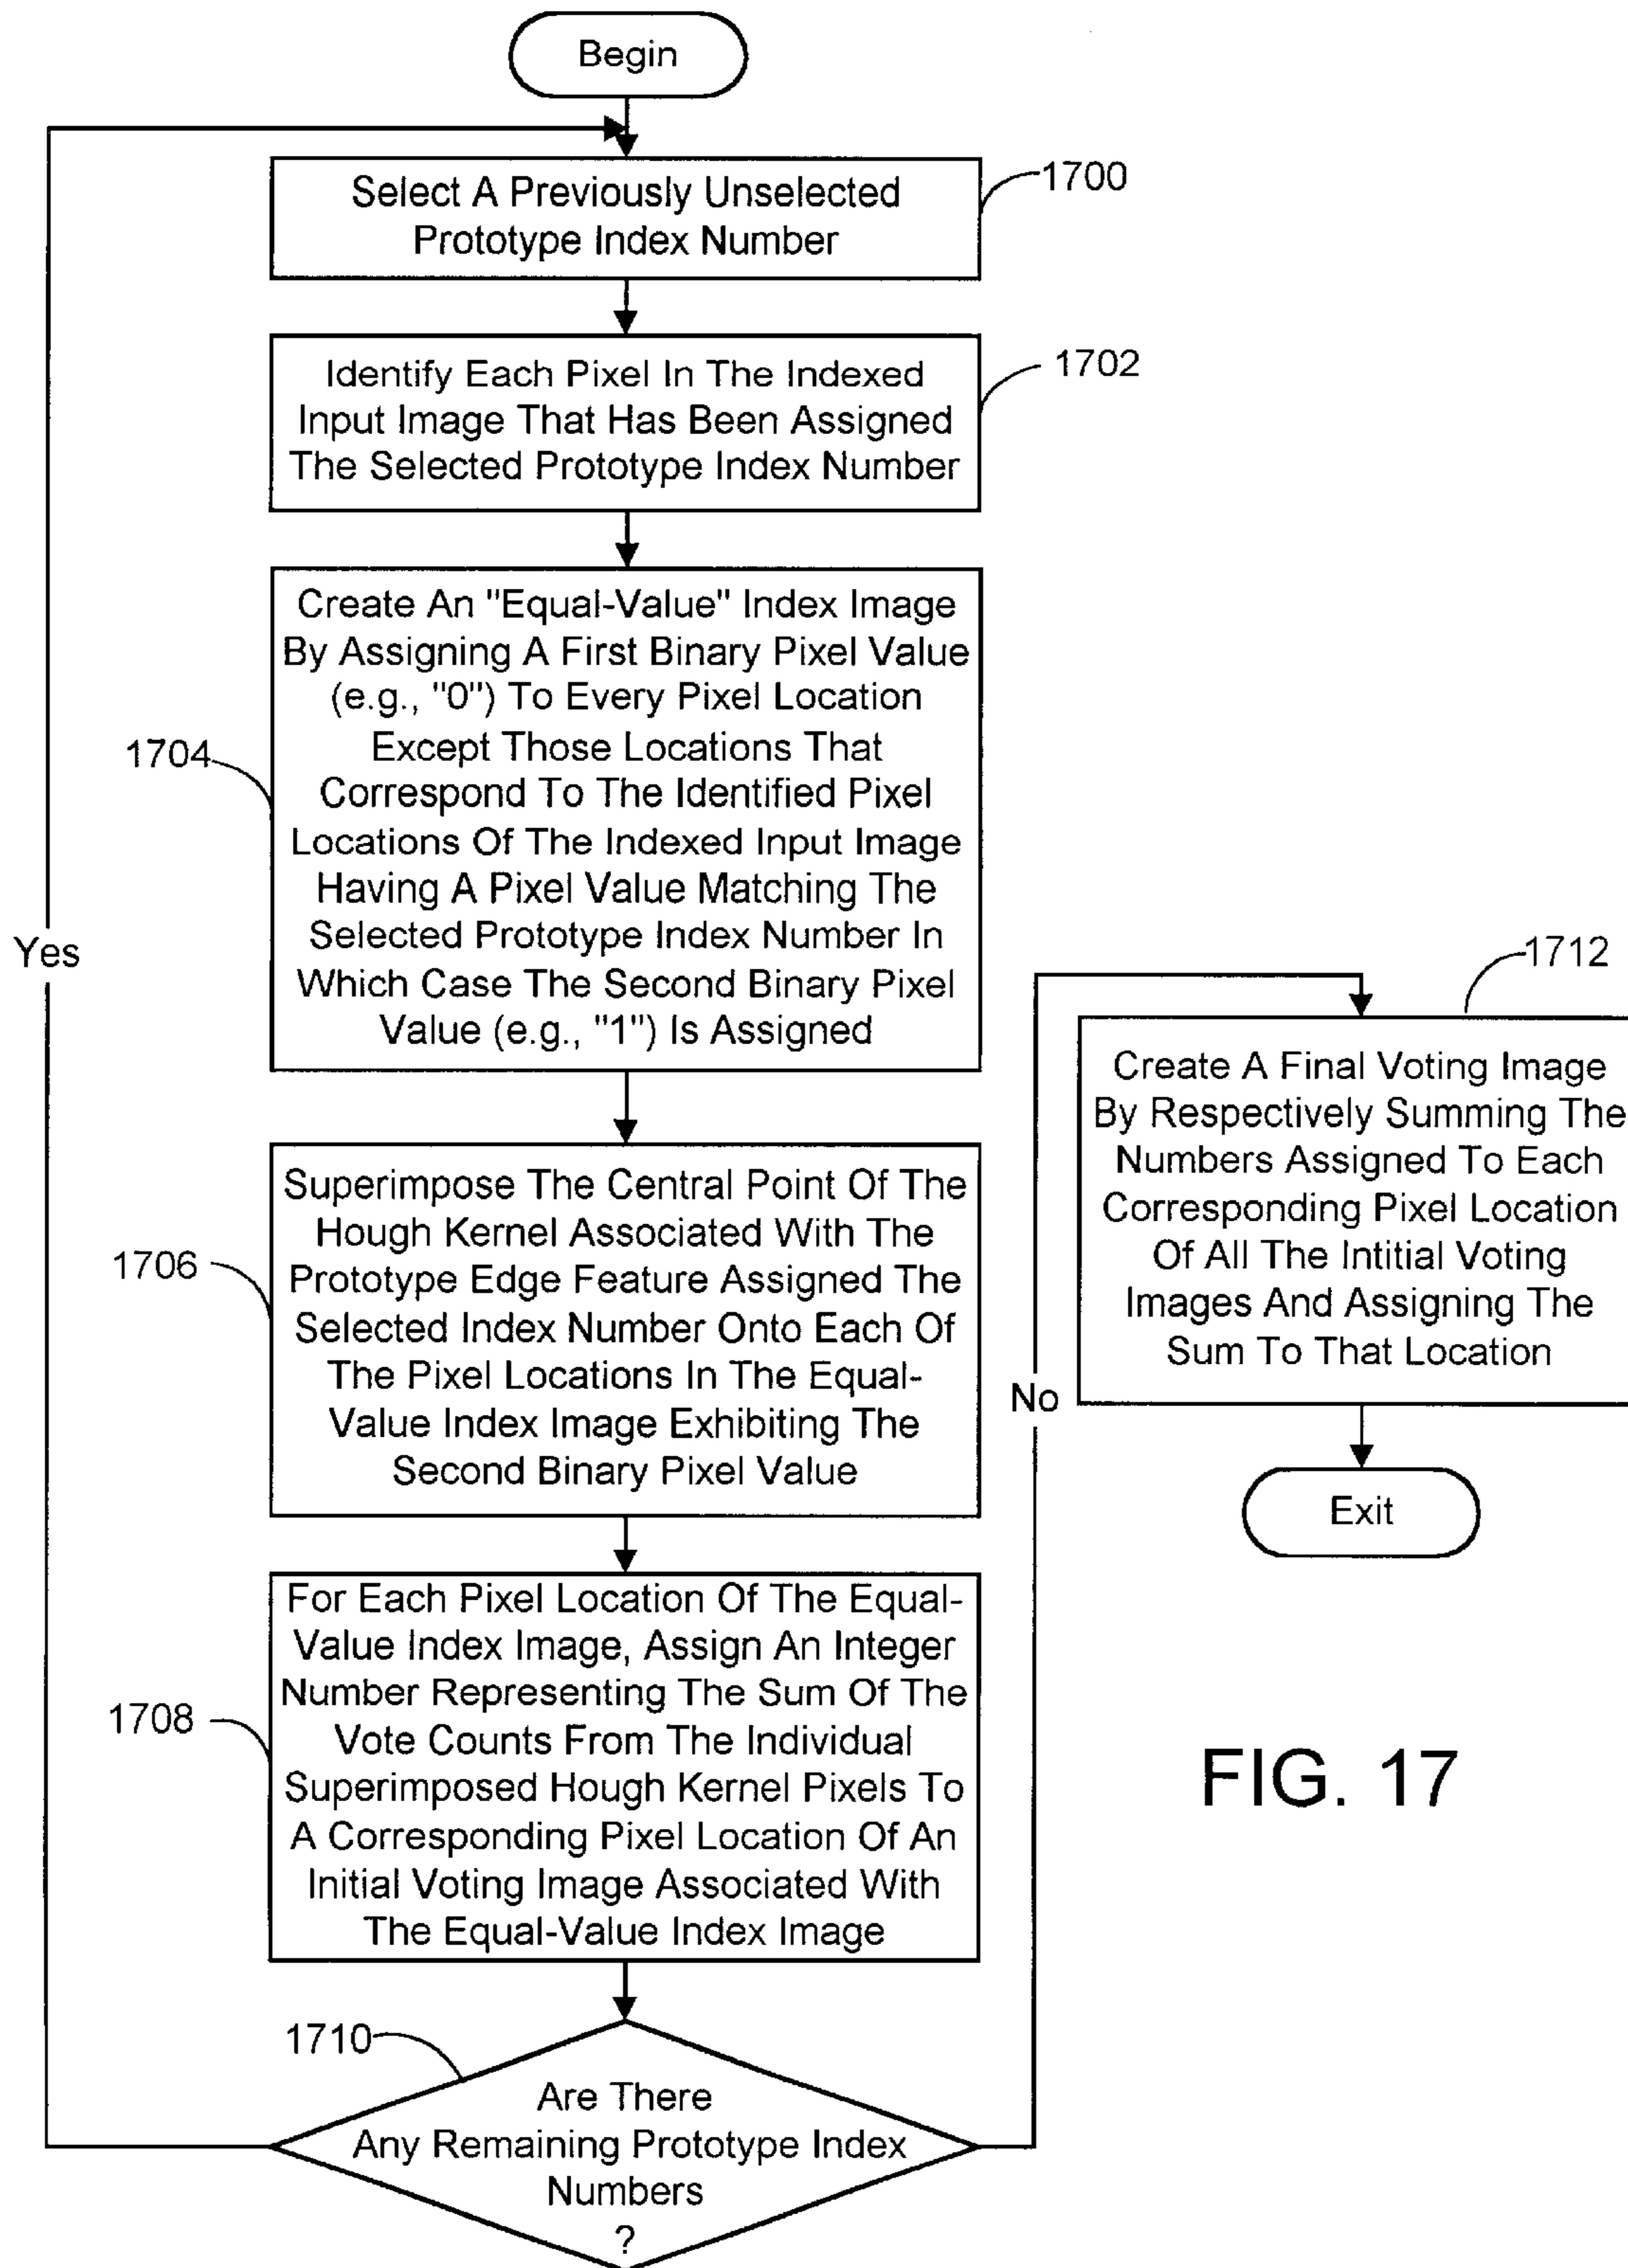 Begin
1700
Select A Previously Unselected
Prototype Index Number
1702
Identify Each Pixel In The Indexed
Input Image That Has Been Assigned
The Selected Prototype Index Number
1704
Create An "Equal-Value" Index Image
By Assigning A First Binary Pixel Value
(e.g., "0") To Every Pixel Location
Except Those Locations That
Correspond To The Identified Pixel
Locations Of The Indexed Input Image
Having A Pixel Value Matching The
Selected Prototype Index Number In
Which Case The Second Binary Pixel
Value (e.g., "1") Is Assigned
Yes
1706
Superimpose The Central Point Of The
Hough Kernel Associated With The
Prototype Edge Feature Assigned The
Selected Index Number Onto Each Of
The Pixel Locations In The Equal-
Value Index Image Exhibiting The
Second Binary Pixel Value
1708
For Each Pixel Location Of The Equal-
Value Index Image, Assign An Integer
Number Representing The Sum Of The
Vote Counts From The Individual
Superimposed Hough Kernel Pixels To
A Corresponding Pixel Location Of An
Initial Voting Image Associated With
The Equal-Value Index Image
1710
Are There
Any Remaining Prototype Index
Numbers
?
No
1712
Create A Final Voting Image
By Respectively Summing The
Numbers Assigned To Each
Corresponding Pixel Location
Of All The Intitial Voting
Images And Assigning The
Sum To That Location
Exit
FIG. 17